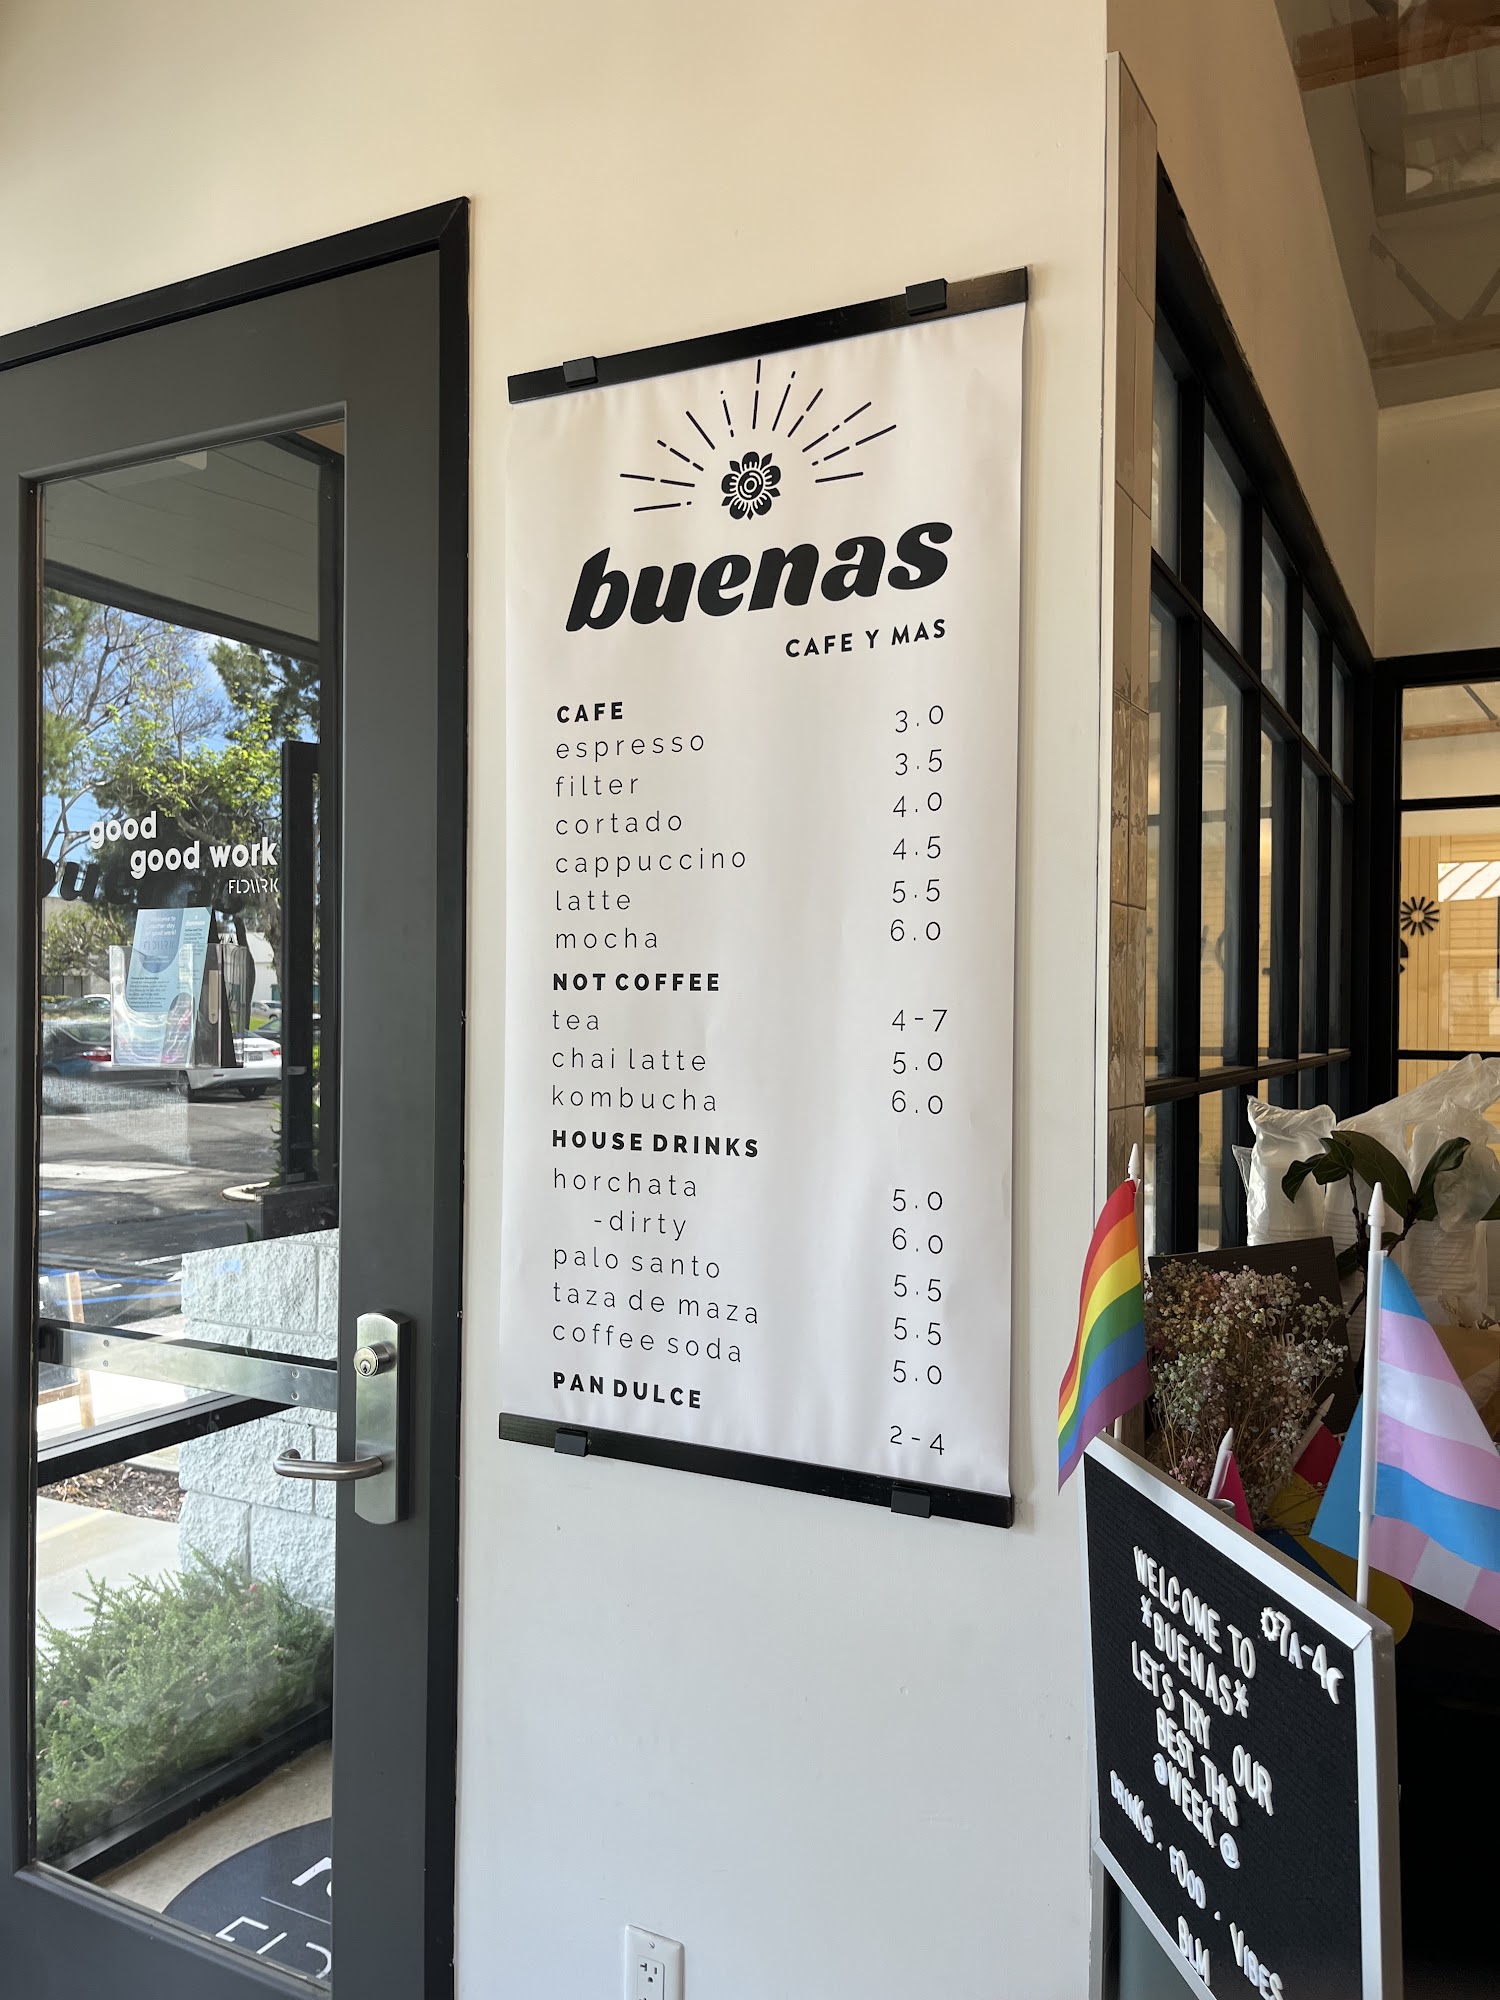 buenas
CAFE Y MAS
CAFE
espresso 3.0
filter 3.5
cortado 4.0
cappuccino 4.5
latte 5.5
mocha 6.0
NOT COFFEE
tea 4-7
chai latte 5.0
kombucha 6.0
HOUSE DRINKS
horchata 5.0
-dirty 6.0
palo santo 5.5
taza de maza 5.5
coffee soda 5.0
PAN DULCE 2-4
good
good work
FLDWRK
WELCOME TO
*BUENAS*
7A-4
LET'S TRY OUR
BEST THIS
@WEEK@
DRINKS · FOOD · VIBES
BLM